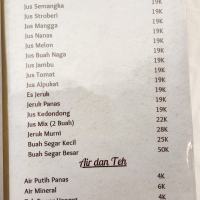 Jus Semangka 19K
Jus Stroberi 19K
Jus Mangga 19K
Jus Nanas 19K
Jus Melon 19K
Jus Buah Naga 19K
Jus Jambu 19K
Jus Tomat 19K
Jus Alpukat 19K
Es Jeruk 19K
Jeruk Panas 19K
Jus Kedondong 19K
Jus Mix (2 Buah) 22K
Jeruk Murni 28K
Buah Segar Kecil 25K
Buah Segar Besar 50K
Air dan Teh
Air Putih Panas 4K
Air Mineral 6K
4K